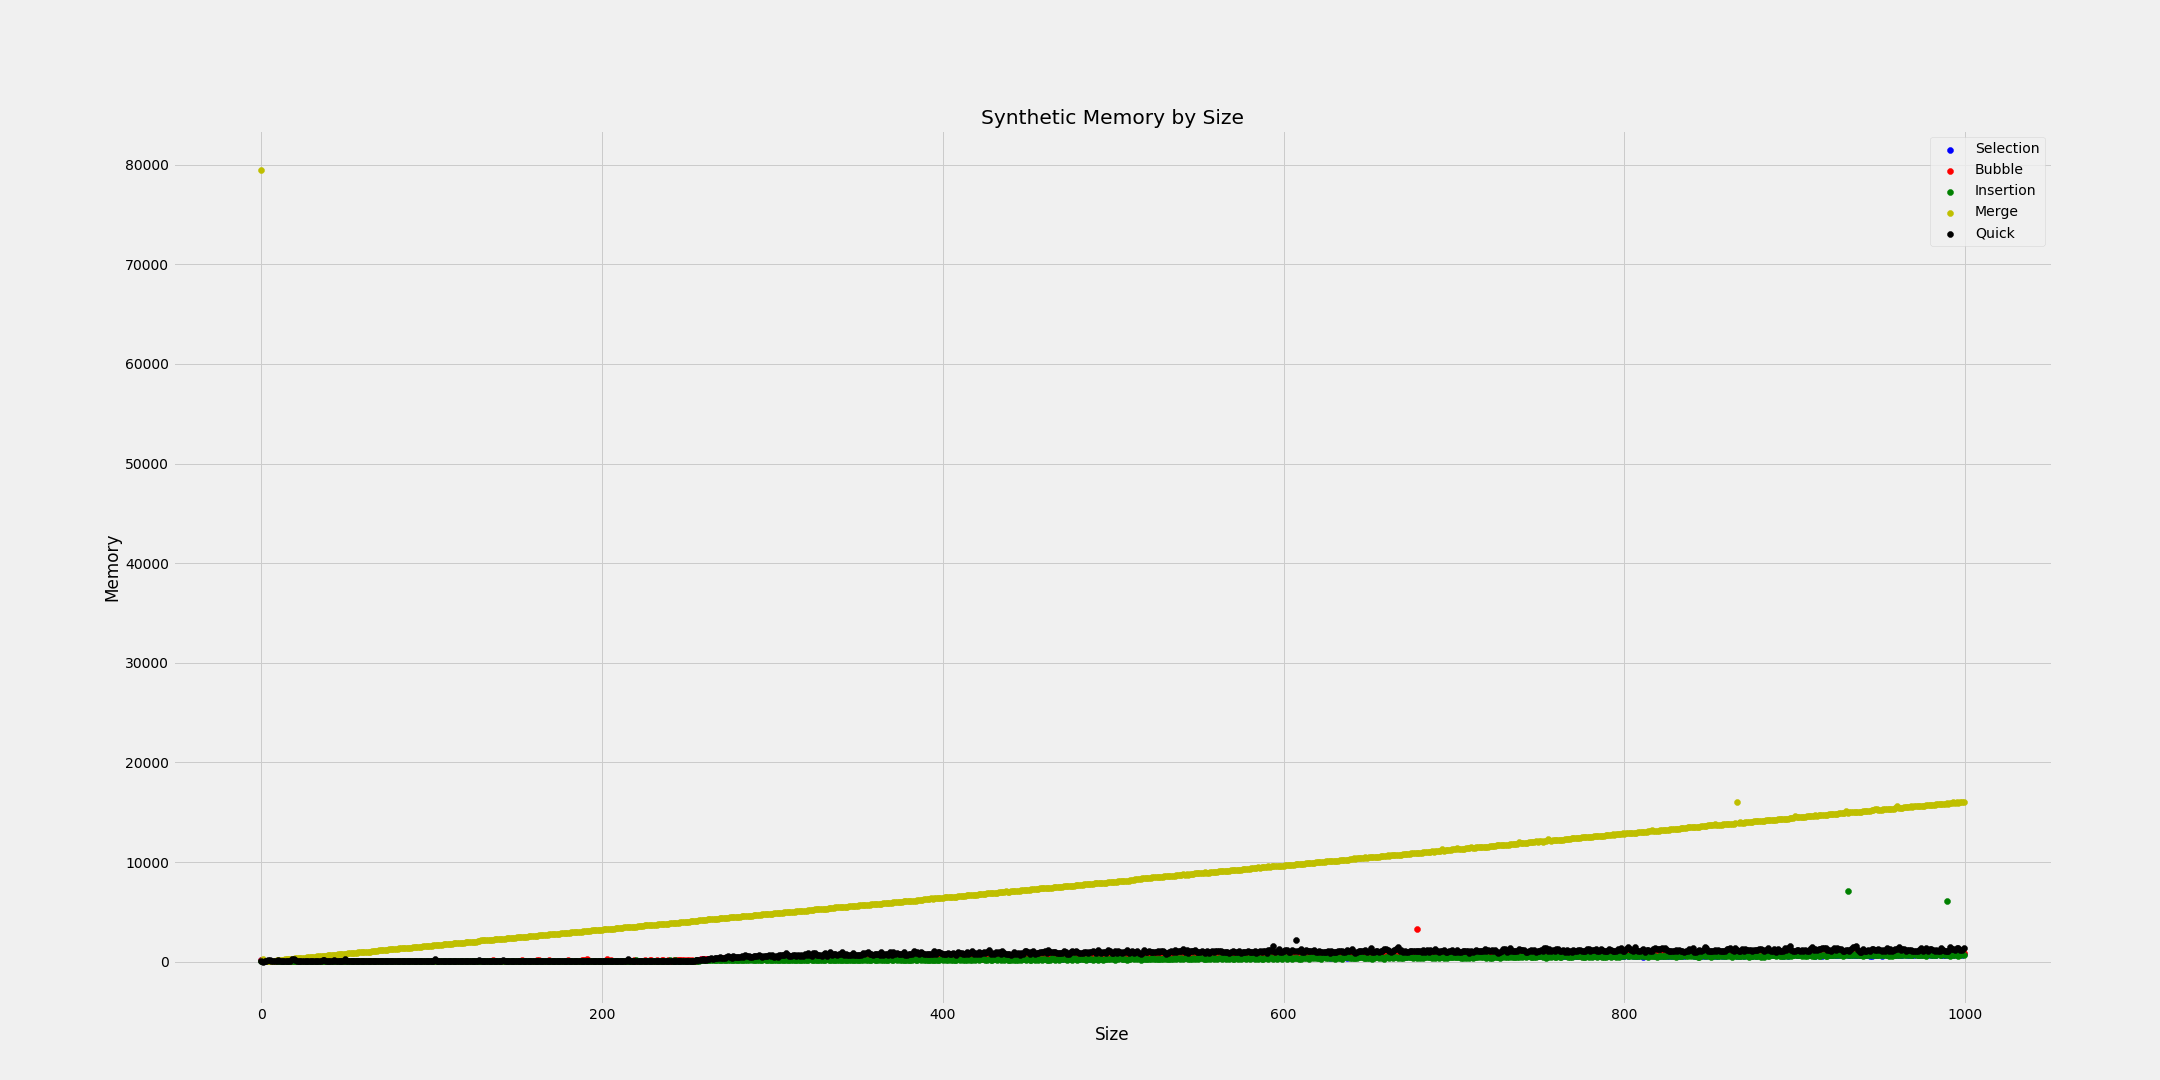 Synthetic Memory by Size
Selection
Bubble
Insertion
Merge
Quick
80000
70000
60000
50000
40000
30000
20000
10000
0
Memory
0 200 400 600 800 1000
Size